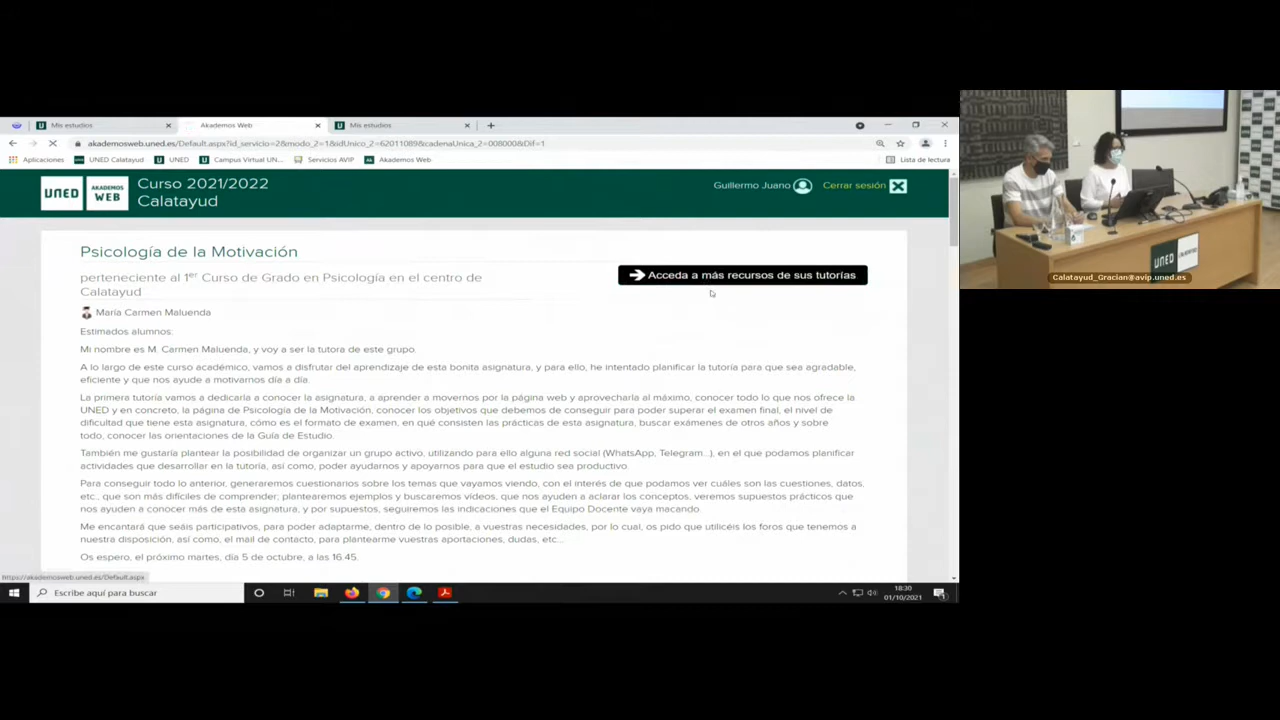 Mis estudios
Akademos Web
Mis estudios
akademosweb.uned.es/Default.aspx?id_servicio=2&modo_2=1&idUnico_2=62011089&cadenaUnica_2=008000&Dif=1
Aplicaciones
UNED Calatayud
UNED
Campus Virtual UN...
Servicios AVIP
Akademos Web
Lista de lectura
UNED
AKADEMOS
WEB
Curso 2021/2022
Calatayud
Guillermo Juano
Cerrar sesión
Psicología de la Motivación
perteneciente al 1er Curso de Grado en Psicología en el centro de
Calatayud
Acceda a más recursos de sus tutorías
María Carmen Maluenda
Estimados alumnos:
Mi nombre es M. Carmen Maluenda, y voy a ser la tutora de este grupo.
A lo largo de este curso académico, vamos a disfrutar del aprendizaje de esta bonita asignatura, y para ello, he intentado planificar la tutoría para que sea agradable,
eficiente y que nos ayude a motivarnos día a día.
La primera tutoría vamos a dedicarla a conocer la asignatura, a aprender a movernos por la página web y aprovecharla al máximo, conocer todo lo que nos ofrece la
UNED y en concreto, la página de Psicología de la Motivación, conocer los objetivos que debemos de conseguir para poder superar el examen final, el nivel de
dificultad que tiene esta asignatura, cómo es el formato de examen, en qué consisten las prácticas de esta asignatura, buscar exámenes de otros años y sobre
todo, conocer las orientaciones de la Guía de Estudio.
También me gustaría plantear la posibilidad de organizar un grupo activo, utilizando para ello alguna red social (WhatsApp, Telegram...), en el que podamos planificar
actividades que desarrollar en la tutoría, así como, poder ayudarnos y apoyarnos para que el estudio sea productivo.
Para conseguir todo lo anterior, generaremos cuestionarios sobre los temas que vayamos viendo, con el interés de que podamos ver cuáles son las cuestiones, datos,
etc., que son más difíciles de comprender; plantearemos ejemplos y buscaremos vídeos, que nos ayuden a aclarar los conceptos, veremos supuestos prácticos que
nos ayuden a conocer más de esta asignatura, y por supuestos, seguiremos las indicaciones que el Equipo Docente vaya macando.
Me encantará que seáis participativos, para poder adaptarme, dentro de lo posible, a vuestras necesidades, por lo cual, os pido que utilicéis los foros que tenemos a
nuestra disposición, así como, el mail de contacto, para plantearme vuestras aportaciones, dudas, etc...
Os espero, el próximo martes, día 5 de octubre, a las 16.45.
https://akademosweb.uned.es/Default.aspx
Escribe aquí para buscar
18:30
01/10/2021
UNED
Calatayud_Gracian@avip.uned.es